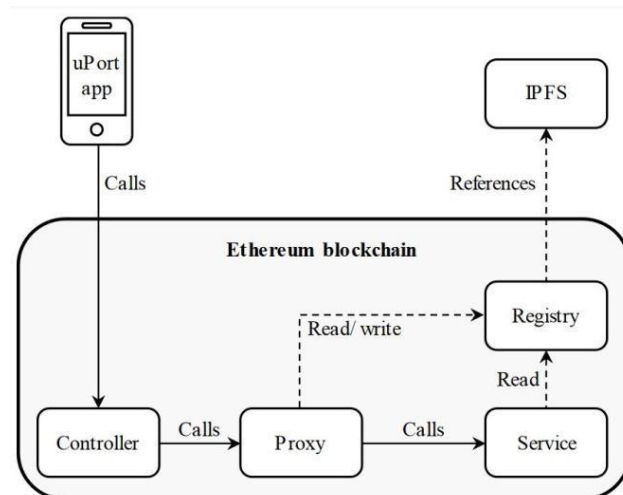 uPort
app
IPFS
Calls
References
Ethereum blockchain
Read/ write
Registry
Read
Controller
Calls
Proxy
Calls
Service